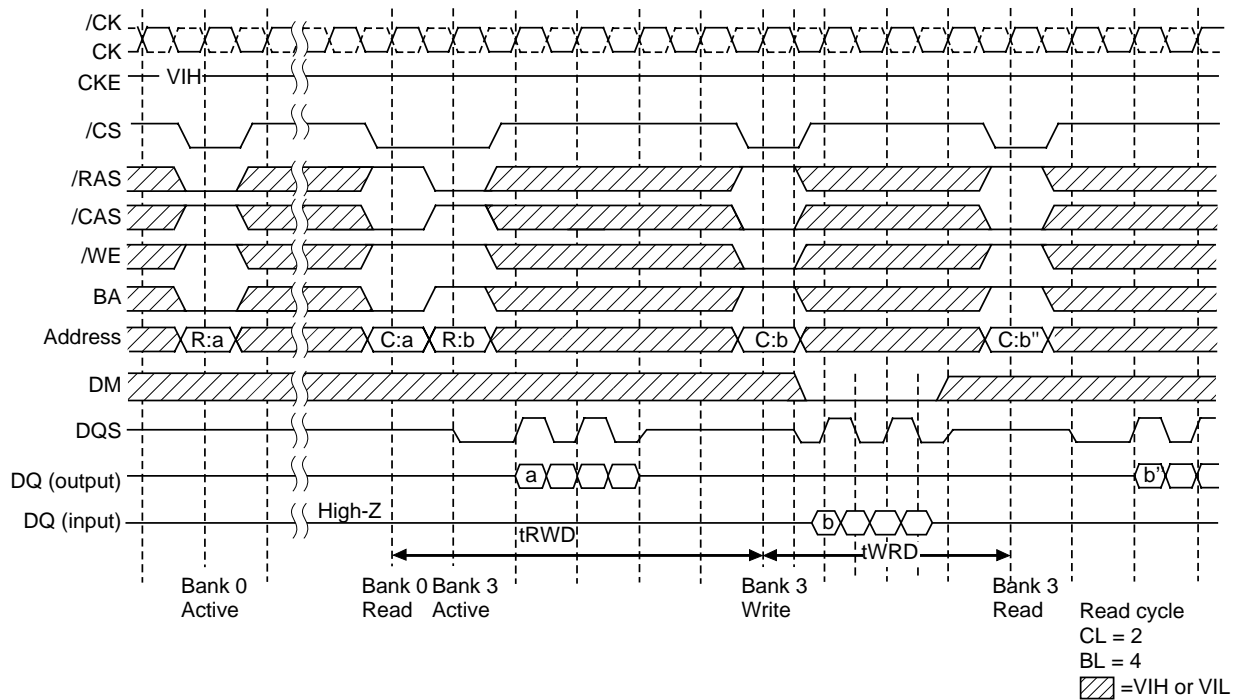 /CK
CK
CKE
VIH
/CS
/RAS
/CAS
/WE
BA
Address
R:a
C:a
R:b
C:b
C:b"
DM
DQS
DQ (output)
a
b'
DQ (input)
High-Z
b
tRWD
tWRD
Bank 0
Active
Bank 0
Read
Bank 3
Active
Bank 3
Write
Bank 3
Read
Read cycle
CL = 2
BL = 4
=VIH or VIL